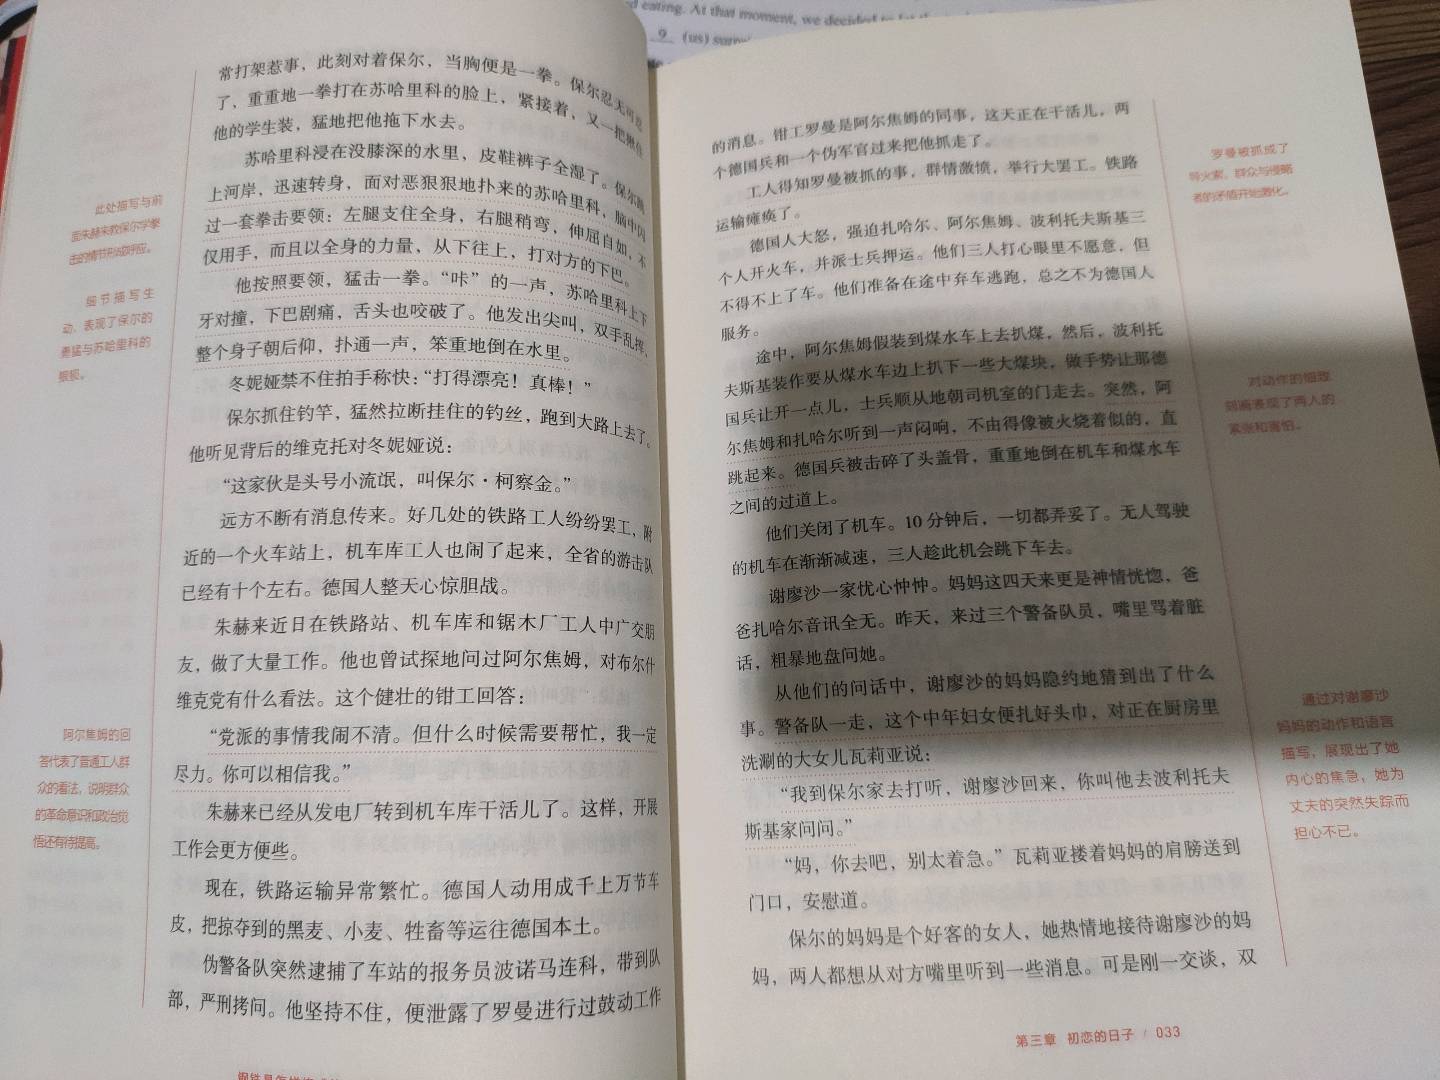 d eating. At that moment, we decided to
9 (us)
常打架惹事，此刻对着保尔，当胸便是一拳。保尔忍无可忍
了，重重地一拳打在苏哈里科的脸上，紧接着，又一把揪住
他的学生装，猛地把他拖下水去。
苏哈里科浸在没膝深的水里，皮鞋裤子全湿了。保尔
上河岸，迅速转身，面对恶狠狠地扑来的苏哈里科，脑中闪
过一套拳击要领：左腿支住全身，右腿稍弯，伸屈自如，不
仅用手，而且以全身的力量，从下往上，打对方的下巴。
他按照要领，猛击一拳。“咔”的一声，苏哈里科上下
牙对撞，下巴剧痛，舌头也咬破了。他发出尖叫，双手乱挥，
整个身子朝后仰，扑通一声，笨重地倒在水里。
冬妮娅禁不住拍手称快：“打得漂亮！真棒！”
保尔抓住钓竿，猛然拉断挂住的钓丝，跑到大路上去了。
他听见背后的维克托对冬妮娅说：
“这家伙是头号小流氓，叫保尔·柯察金。”
远方不断有消息传来。好几处的铁路工人纷纷罢工，附
近的一个火车站上，机车库工人也闹了起来，全省的游击队
已经有十个左右。德国人整天心惊胆战。
朱赫来近日在铁路站、机车库和锯木厂工人中广交朋
友，做了大量工作。他也曾试探地问过阿尔焦姆，对布尔什
维克党有什么看法。这个健壮的钳工回答：
“党派的事情我闹不清。但什么时候需要帮忙，我一定
尽力。你可以相信我。”
朱赫来已经从发电厂转到机车库干活儿了。这样，开展
工作会更方便些。
现在，铁路运输异常繁忙。德国人动用成千上万节车
皮，把掠夺到的黑麦、小麦、牲畜等运往德国本土。
伪警备队突然逮捕了车站的报务员波诺马连科，带到队
部，严刑拷问。他坚持不住，便泄露了罗曼进行过鼓动工作
此处描写与前
面朱赫来教保尔学拳
击的情节形成呼应。
细节描写生
动，表现了保尔的
勇猛与苏哈里科的
狼狈。
阿尔焦姆的回
答代表了普通工人群
众的看法，说明群众
的革命意识和政治觉
悟还有待提高。
的消息。钳工罗曼是阿尔焦姆的同事，这天正在干活儿，两
个德国兵和一个伪军官过来把他抓走了。
工人得知罗曼被抓的事，群情激愤，举行大罢工。铁路
运输瘫痪了。
德国人大怒，强迫扎哈尔、阿尔焦姆、波利托夫斯基三
个人开火车，并派士兵押运。他们三人打心眼里不愿意，但
不得不上了车。他们准备在途中弃车逃跑，总之不为德国人
服务。
途中，阿尔焦姆假装到煤水车上去扒煤，然后，波利托
夫斯基装作要从煤水车边上扒下一些大煤块，做手势让那德
国兵让开一点儿，士兵顺从地朝司机室的门走去。突然，阿
尔焦姆和扎哈尔听到一声闷响，不由得像被火烧着似的，直
跳起来。德国兵被击碎了头盖骨，重重地倒在机车和煤水车
之间的过道上。
他们关闭了机车。10 分钟后，一切都弄妥了。无人驾驶
的机车在渐渐减速，三人趁此机会跳下车去。
谢廖沙一家忧心忡忡。妈妈这四天来更是神情恍惚，爸
爸扎哈尔音讯全无。昨天，来过三个警备队员，嘴里骂着脏
话，粗暴地盘问她。
从他们的问话中，谢廖沙的妈妈隐约地猜到出了什么
事。警备队一走，这个中年妇女便扎好头巾，对正在厨房里
洗涮的大女儿瓦莉亚说：
“我到保尔家去打听，谢廖沙回来，你叫他去波利托夫
斯基家问问。”
“妈，你去吧，别太着急。”瓦莉亚搂着妈妈的肩膀送到
门口，安慰道。
保尔的妈妈是个好客的女人，她热情地接待谢廖沙的妈
妈，两人都想从对方嘴里听到一些消息。可是刚一交谈，双
罗曼被抓成了
导火索，群众与侵略
者的矛盾开始激化。
对动作的细致
刻画表现了两人的
紧张和害怕。
通过对谢廖沙
妈妈的动作和语言
描写，展现出了她
内心的焦急，她为
丈夫的突然失踪而
担心不已。
第三章 初恋的日子 / 033